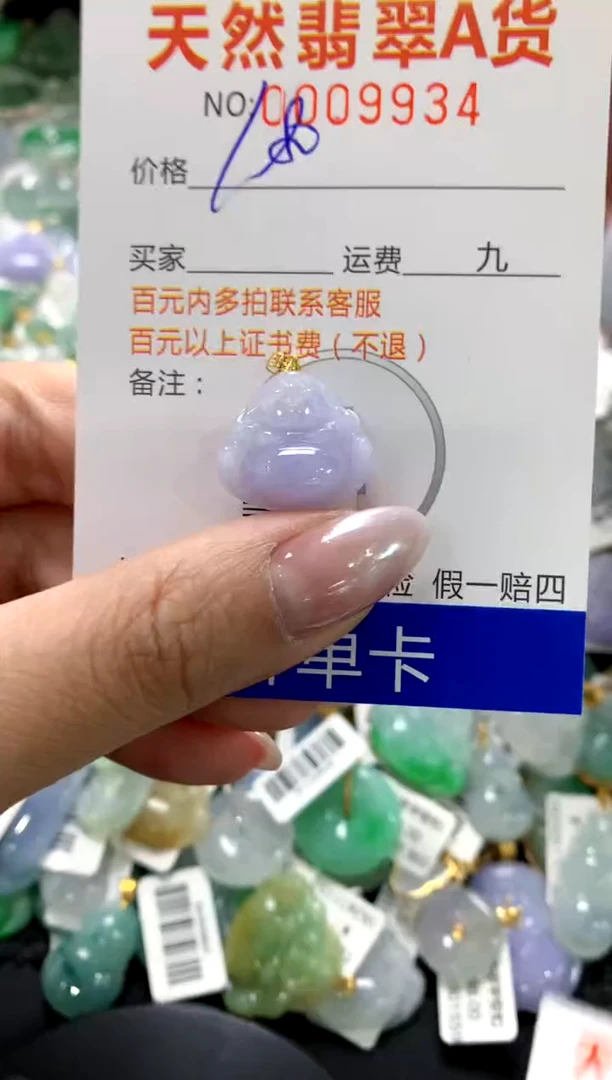 天然翡翠A货
NO:0009934
价格
买家 运费 九
百元内多拍联系客服
百元以上证书费（不退）
备注：
假一赔四
单卡